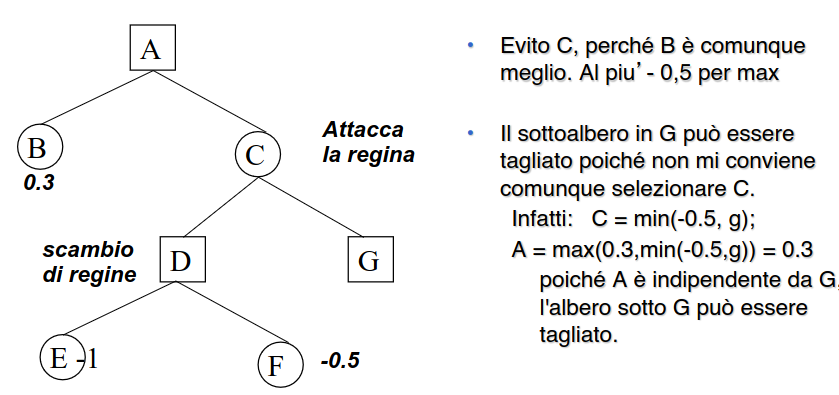 A
B
0.3
C
Attacca
la regina
scambio
di regine
D
G
E -1
F
-0.5
• Evito C, perché B è comunque
meglio. Al piu’ - 0,5 per max
• Il sottoalbero in G può essere
tagliato poiché non mi conviene
comunque selezionare C.
Infatti: C = min(-0.5, g);
A = max(0.3,min(-0.5,g)) = 0.3
poiché A è indipendente da G,
l'albero sotto G può essere
tagliato.